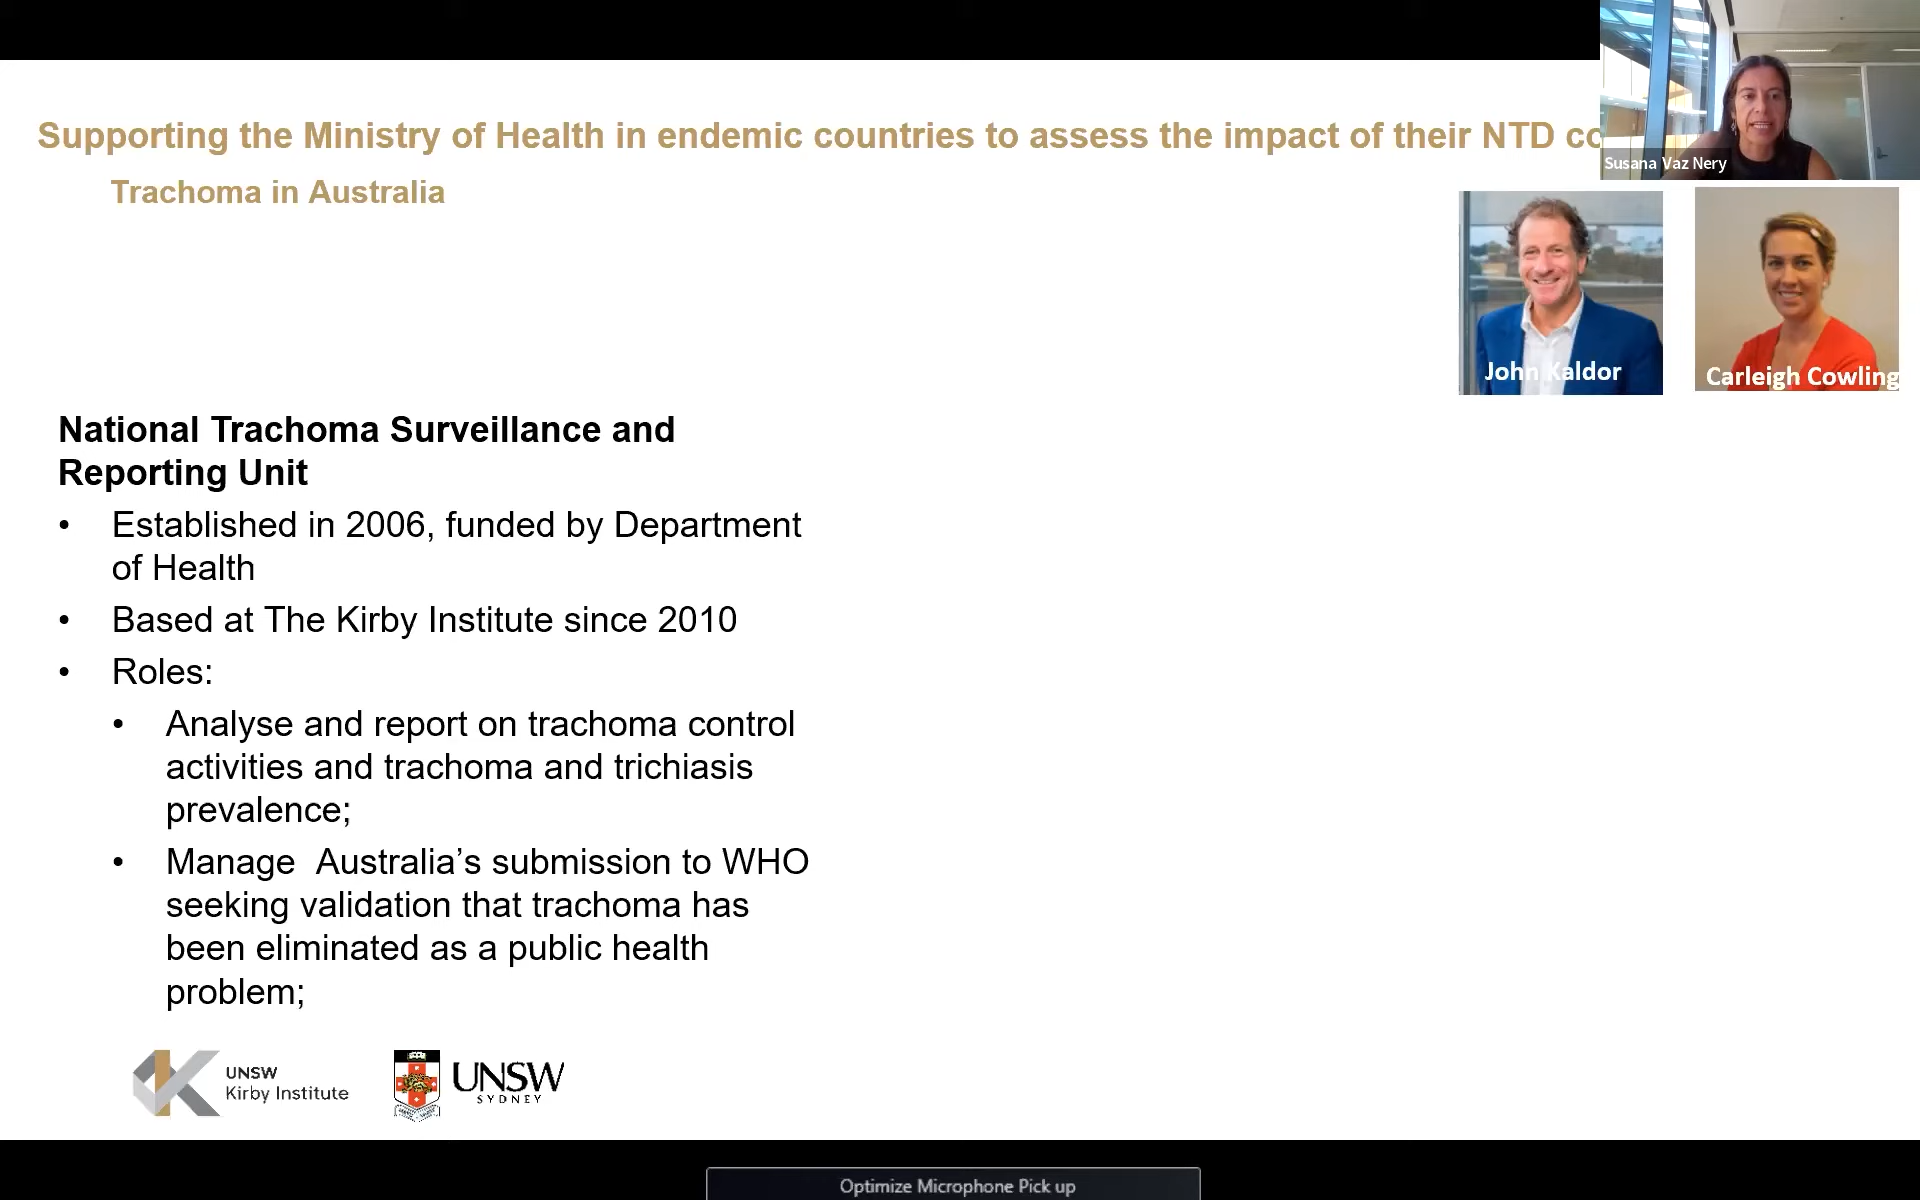 Supporting the Ministry of Health in endemic countries to assess the impact of their NTD
Susana Vaz Nery
Trachoma in Australia
John Kaldor
Carleigh Cowling
National Trachoma Surveillance and
Reporting Unit
• Established in 2006, funded by Department
of Health
• Based at The Kirby Institute since 2010
• Roles:
• Analyse and report on trachoma control
activities and trachoma and trichiasis
prevalence;
• Manage  Australia’s submission to WHO
seeking validation that trachoma has
been eliminated as a public health
problem;
UNSW
Kirby Institute
UNSW
SYDNEY
Optimize Microphone Pick up